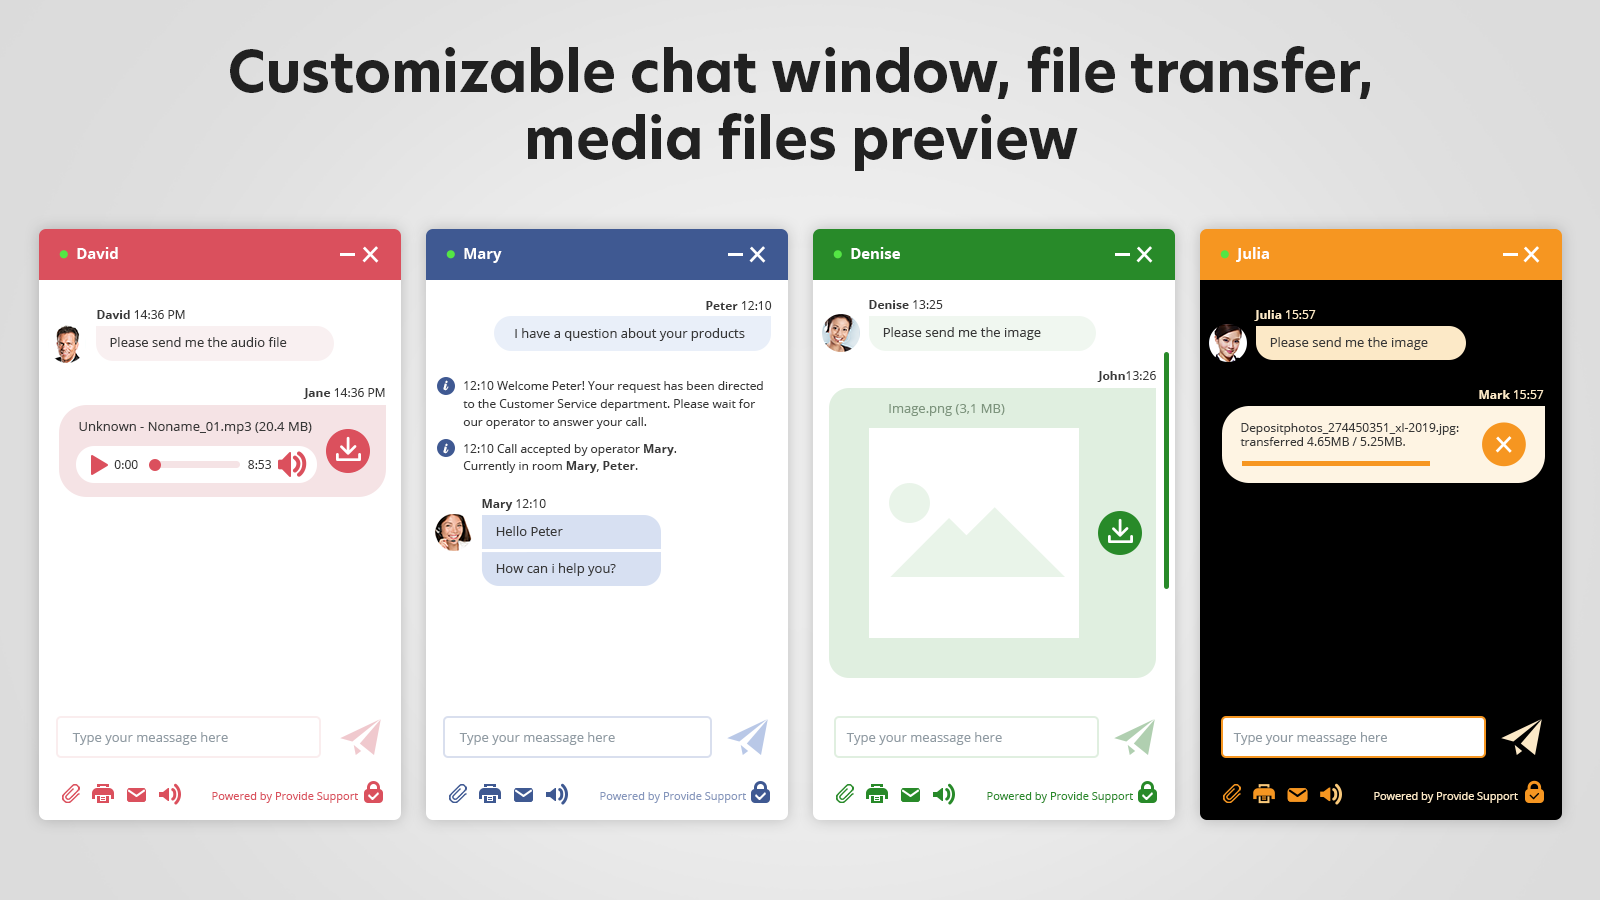 Customizable chat window, file transfer,
media files preview
David
David 14:36 PM
Please send me the audio file
Jane 14:36 PM
Unknown - Noname_01.mp3 (20.4 MB)
0:00
8:53
Type your meassage here
Powered by Provide Support
Mary
Peter 12:10
I have a question about your products
12:10 Welcome Peter! Your request has been directed
to the Customer Service department. Please wait for
our operator to answer your call.
12:10 Call accepted by operator Mary.
Currently in room Mary, Peter.
Mary 12:10
Hello Peter
How can i help you?
Type your meassage here
Powered by Provide Support
Denise
Denise 13:25
Please send me the image
John13:26
Image.png (3,1 MB)
Type your meassage here
Powered by Provide Support
Julia
Julia 15:57
Please send me the image
Mark 15:57
Depositphotos_274450351_xl-2019.jpg:
transferred 4.65MB / 5.25MB.
Type your meassage here
Powered by Provide Support